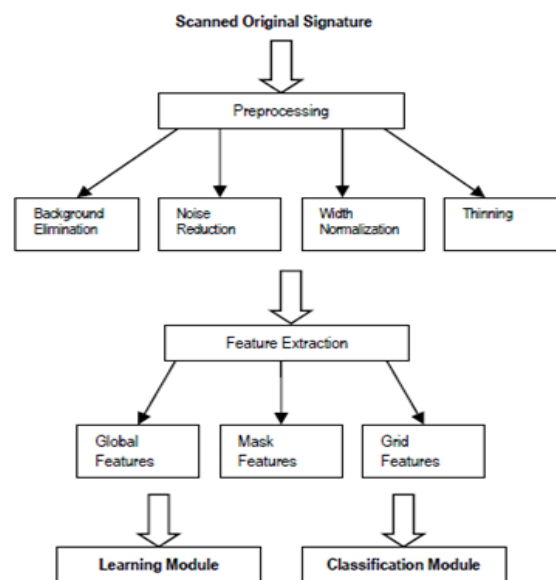 Scanned Original Signature
Preprocessing
Background
Elimination
Noise
Reduction
Width
Normalization
Thinning
Feature Extraction
Global
Features
Mask
Features
Grid
Features
Learning Module
Classification Module